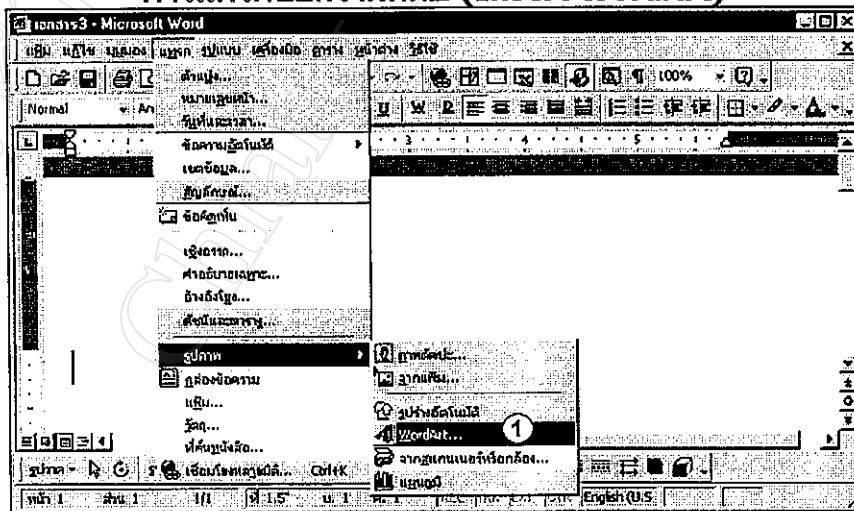 เอกสาร3 - Microsoft Word
แฟ้ม แก้ไข มุมมอง แทรก รูปแบบ เครื่องมือ ตาราง หน้าต่าง วิธีใช้
100%
Normal
ตำแบ่ง...
หมายเลขหน้า...
วันที่และเวลา...
ข้อความอัตโนมัติ
เขตข้อมูล...
สัญลักษณ์...
ข้อคิดเห็น
เชิงอรรถ...
คำอธิบายเฉพาะ...
อ้างอิงโยง...
ดัชนีและตาราง...
รูปภาพ
กล่องข้อความ
แฟ้ม...
วัตถุ...
ที่คั่นหนังสือ...
เชื่อมโยงหลายมิติ... Ctrl+K
ภาพตัดปะ...
จากแฟ้ม...
รูปร่างอัตโนมัติ
WordArt... 1
จากสแกนเนอร์หรือกล้อง...
แผนภูมิ
รูปวาด
หน้า 1 ส่วน 1 1/1 ที่ 1.5" บ. 1 English (U.S